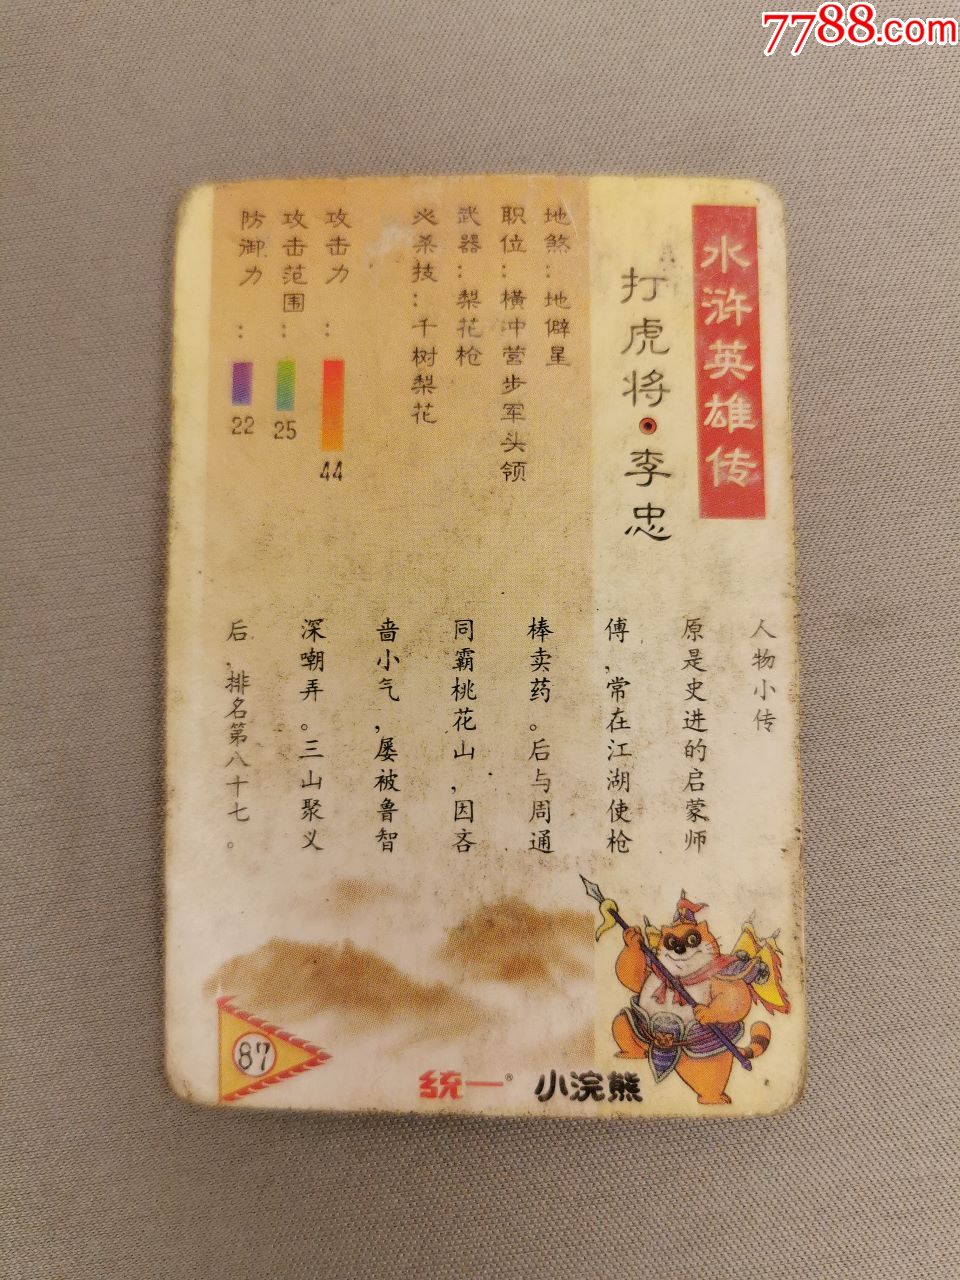 7788.com
水浒英雄传
打虎将·李忠
地煞：地僻星
职位：横冲营步军头领
武器：梨花枪
必杀技：千树梨花
攻击力：44
攻击范围：25
防御力：22
人物小传
原是史进的启蒙师
傅，常在江湖使枪
棒卖药。后与周通
同霸桃花山，因吝
啬小气，屡被鲁智
深嘲弄。三山聚义
后，排名第八十七。
87
统一® 小浣熊